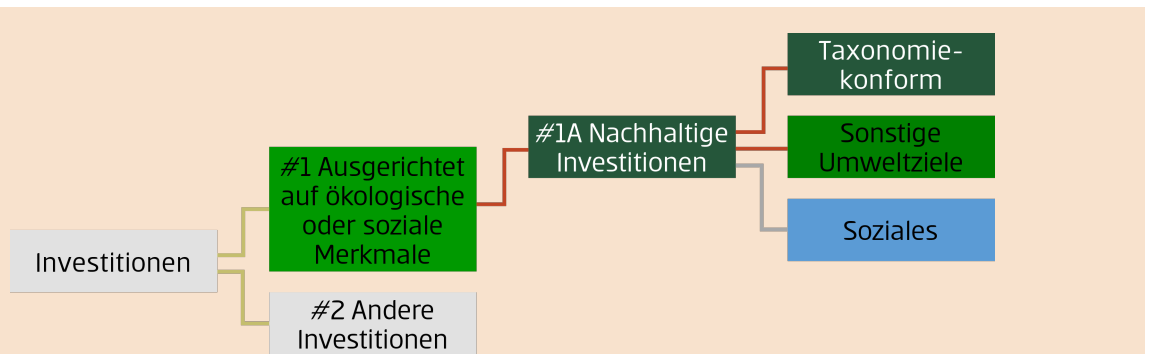 Taxonomie-
konform
#1A Nachhaltige
Investitionen
Sonstige
Umweltziele
#1 Ausgerichtet
auf ökologische
oder soziale
Merkmale
Soziales
Investitionen
#2 Andere
Investitionen